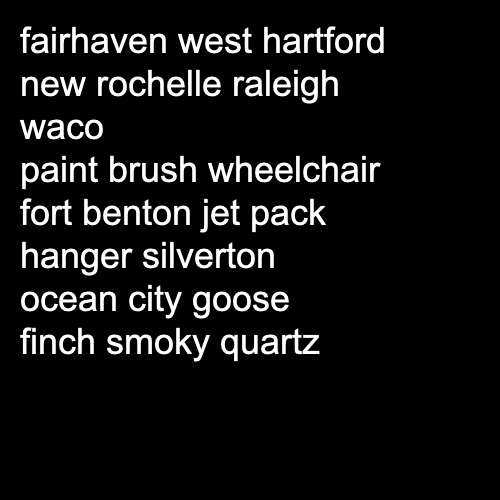 fairhaven west hartford
new rochelle raleigh
waco
paint brush wheelchair
fort benton jet pack
hanger silverton
ocean city goose
finch smoky quartz